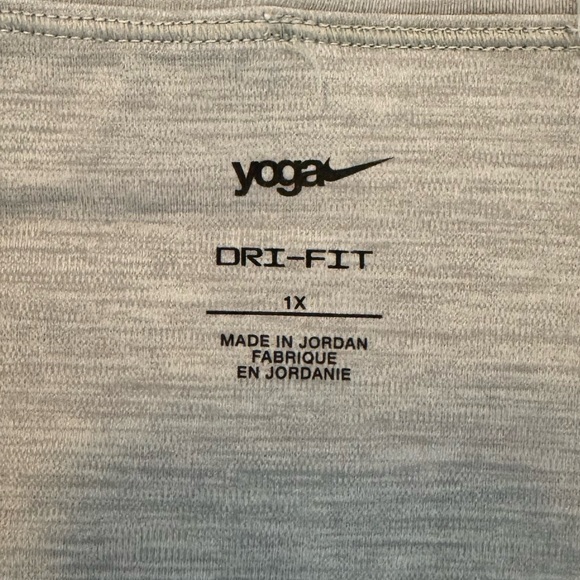 yoga
DRI-FIT
1X
MADE IN JORDAN
FABRIQUE
EN JORDANIE